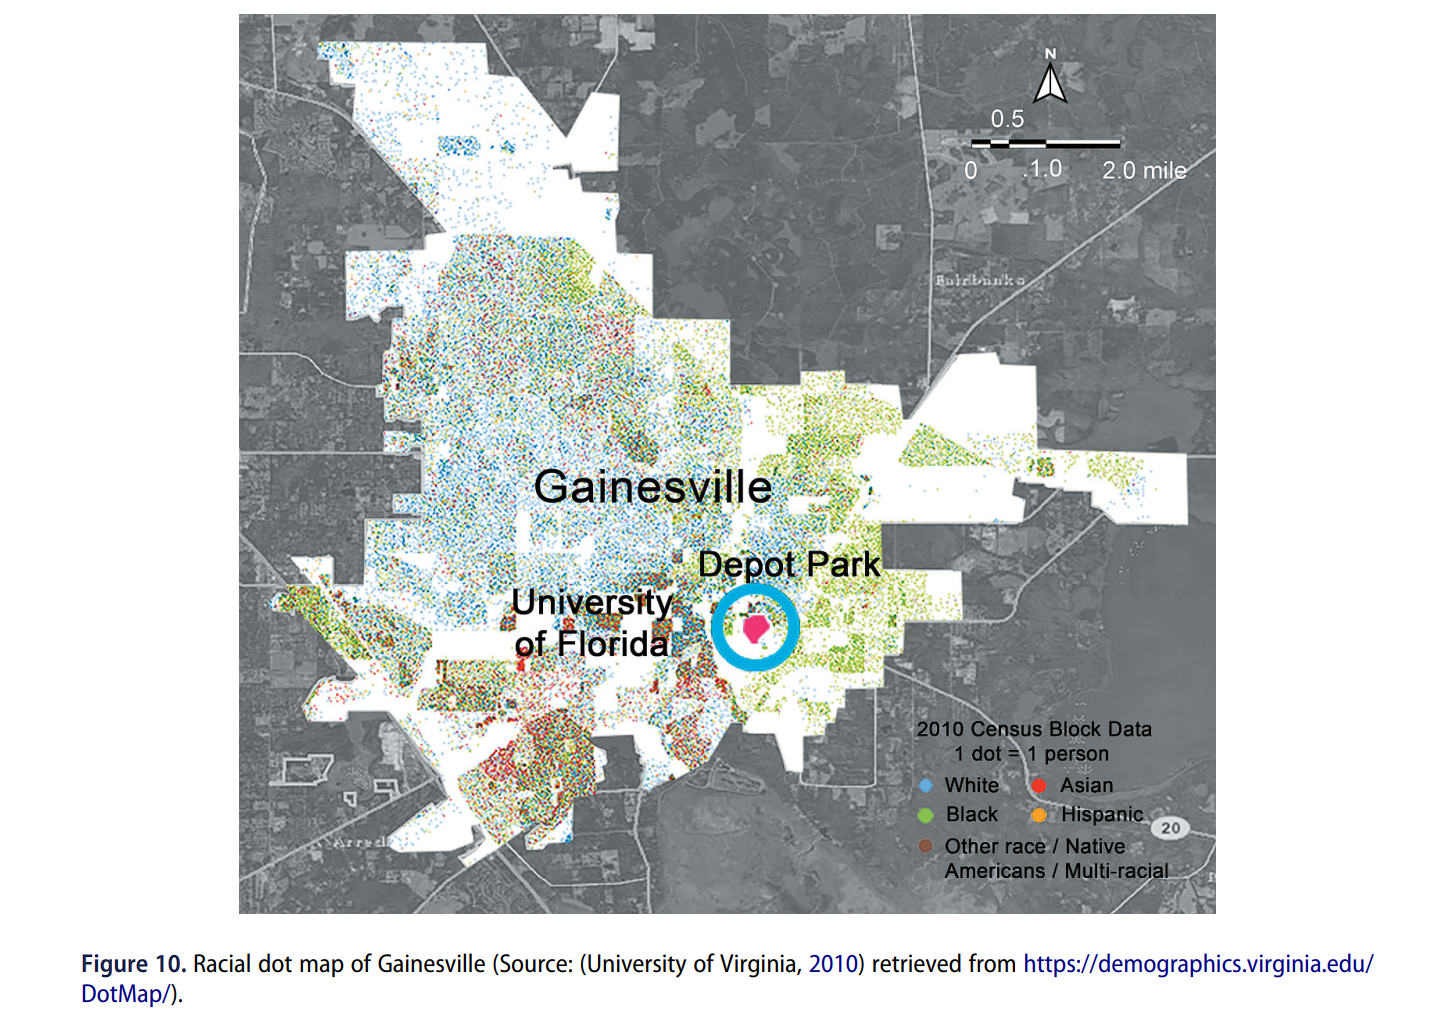 N
0.5
0 .1.0 2.0 mile
Fairbanks
Gainesville
Depot Park
University
of Florida
2010 Census Block Data
1 dot = 1 person
White Asian
Black Hispanic
Other race / Native
Americans / Multi-racial
20
Figure 10. Racial dot map of Gainesville (Source: (University of Virginia, 2010) retrieved from https://demographics.virginia.edu/
DotMap/).